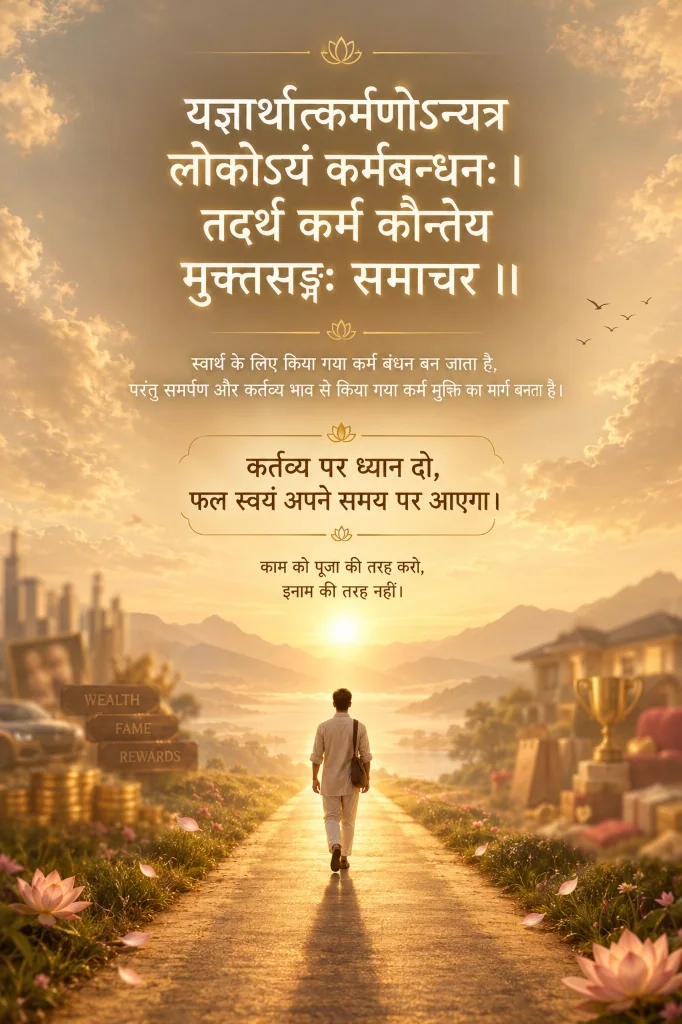 यज्ञार्थात्कर्मणोऽन्यत्र
लोकोऽयं कर्मबन्धनः ।
तदर्थ कर्म कौन्तेय
मुक्तसङ्गः समाचर ॥
स्वार्थ के लिए किया गया कर्म बंधन बन जाता है,
परंतु समर्पण और कर्तव्य भाव से किया गया कर्म मुक्ति का मार्ग बनता है।
कर्तव्य पर ध्यान दो,
फल स्वयं अपने समय पर आएगा।
काम को पूजा की तरह करो,
इनाम की तरह नहीं।
WEALTH
FAME
REWARDS